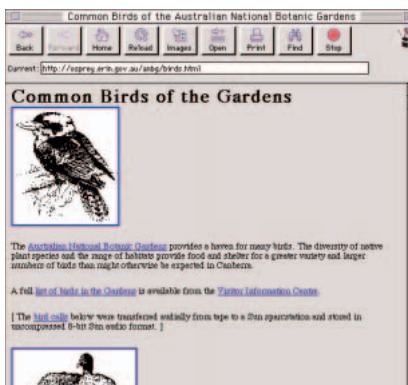 Common Birds of the Australian National Botanic Gardens
Back Forward Home Reload Images Open Print Find Stop
Current: http://osprey.erin.gov.au/anbg/birds.html
Common Birds of the Gardens
The Australian National Botanic Gardens provides a haven for many birds. The diversity of native
plant species and the range of habitats provide food and shelter for a greater variety and larger
numbers of birds than might otherwise be expected in Canberra.
A full list of birds in the Gardens is available from the Visitor Information Centre.
[ The bird calls below were transferred audially from tape to a Sun sparcstation and stored in
uncompressed 8-bit Sun audio format. ]